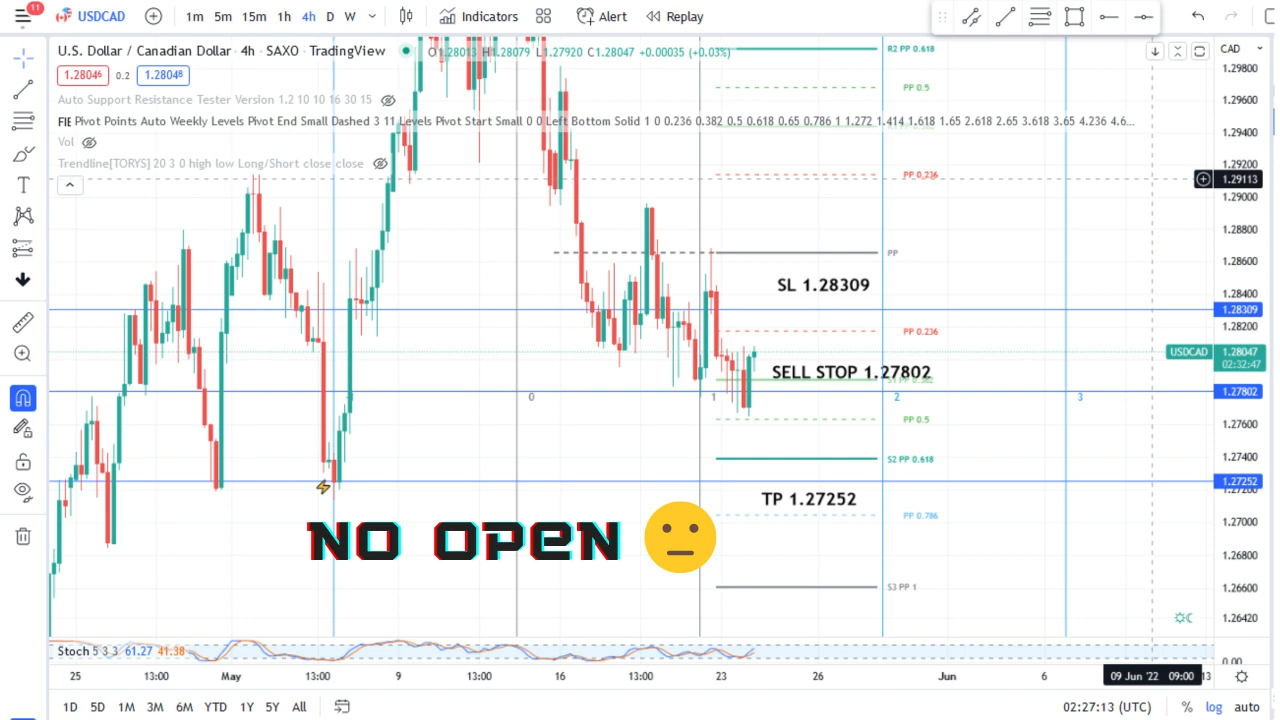 11
USDCAD
1m 5m 15m 1h 4h D W
Indicators
Alert
Replay
U.S. Dollar / Canadian Dollar · 4h · SAXO · TradingView
O1.28013 H1.28079 L1.27920 C1.28047 +0.00035 (+0.03%)
1.28046 0.2 1.28048
Auto Support Resistance Tester Version 1.2 10 10 16 30 15
FIE Pivot Points Auto Weekly Levels Pivot End Small Dashed 3 11 Levels Pivot Start Small 0 0 Left Bottom Solid 1 0 0.236 0.382 0.5 0.618 0.65 0.786 1 1.272 1.414 1.618 1.65 2.618 2.65 3.618 3.65 4.236 4.6...
Vol
Trendline[TORYS] 20 3 0 high low Long/Short close close
R2 PP 0.618
PP 0.5
PP 0.236
PP
SL 1.28309
PP 0.236
SELL STOP 1.27802
0
1
2
3
PP 0.5
S2 PP 0.618
TP 1.27252
PP 0.786
NO OPEN
S3 PP 1
CAD
1.29800
1.29600
1.29400
1.29200
1.29113
1.29000
1.28800
1.28600
1.28400
1.28309
1.28200
USDCAD 1.28047
02:32:47
1.27802
1.27600
1.27400
1.27252
1.27200
1.27000
1.26800
1.26600
1.26420
Stoch 5 3 3 61.27 41.38
0.00
25 13:00 May 13:00 9 13:00 16 13:00 23 26 Jun 6 09 Jun '22 09:00 13
1D 5D 1M 3M 6M YTD 1Y 5Y All
02:27:13 (UTC) % log auto